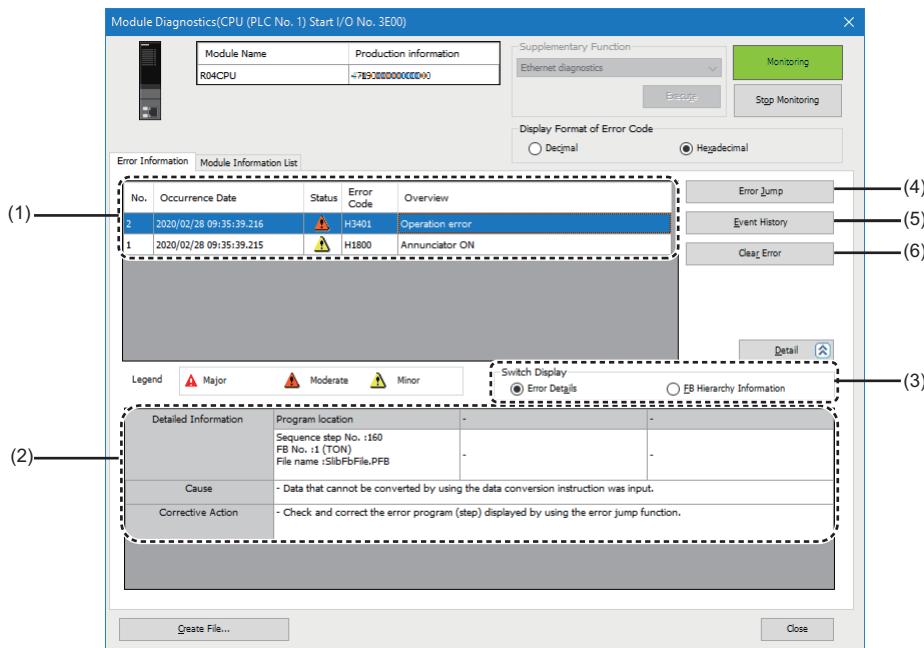 Module Diagnostics(CPU (PLC No. 1) Start I/O No. 3E00)
Module Name Production information
R04CPU
Supplementary Function
Ethernet diagnostics
Execute
Monitoring
Stop Monitoring
Display Format of Error Code
Decimal Hexadecimal
Error Information Module Information List
No. Occurrence Date Status Error Code Overview
2 2020/02/28 09:35:39.216 H3401 Operation error
1 2020/02/28 09:35:39.215 H1800 Annunciator ON
(1)
Error Jump (4)
Event History (5)
Clear Error (6)
Detail
Legend Major Moderate Minor
Switch Display
Error Details FB Hierarchy Information (3)
(2)
Detailed Information Program location - -
Sequence step No. :160
FB No. :1 (TON)
File name :SlibFbFile.PFB
- -
Cause - Data that cannot be converted by using the data conversion instruction was input.
Corrective Action - Check and correct the error program (step) displayed by using the error jump function.
Create File... Close